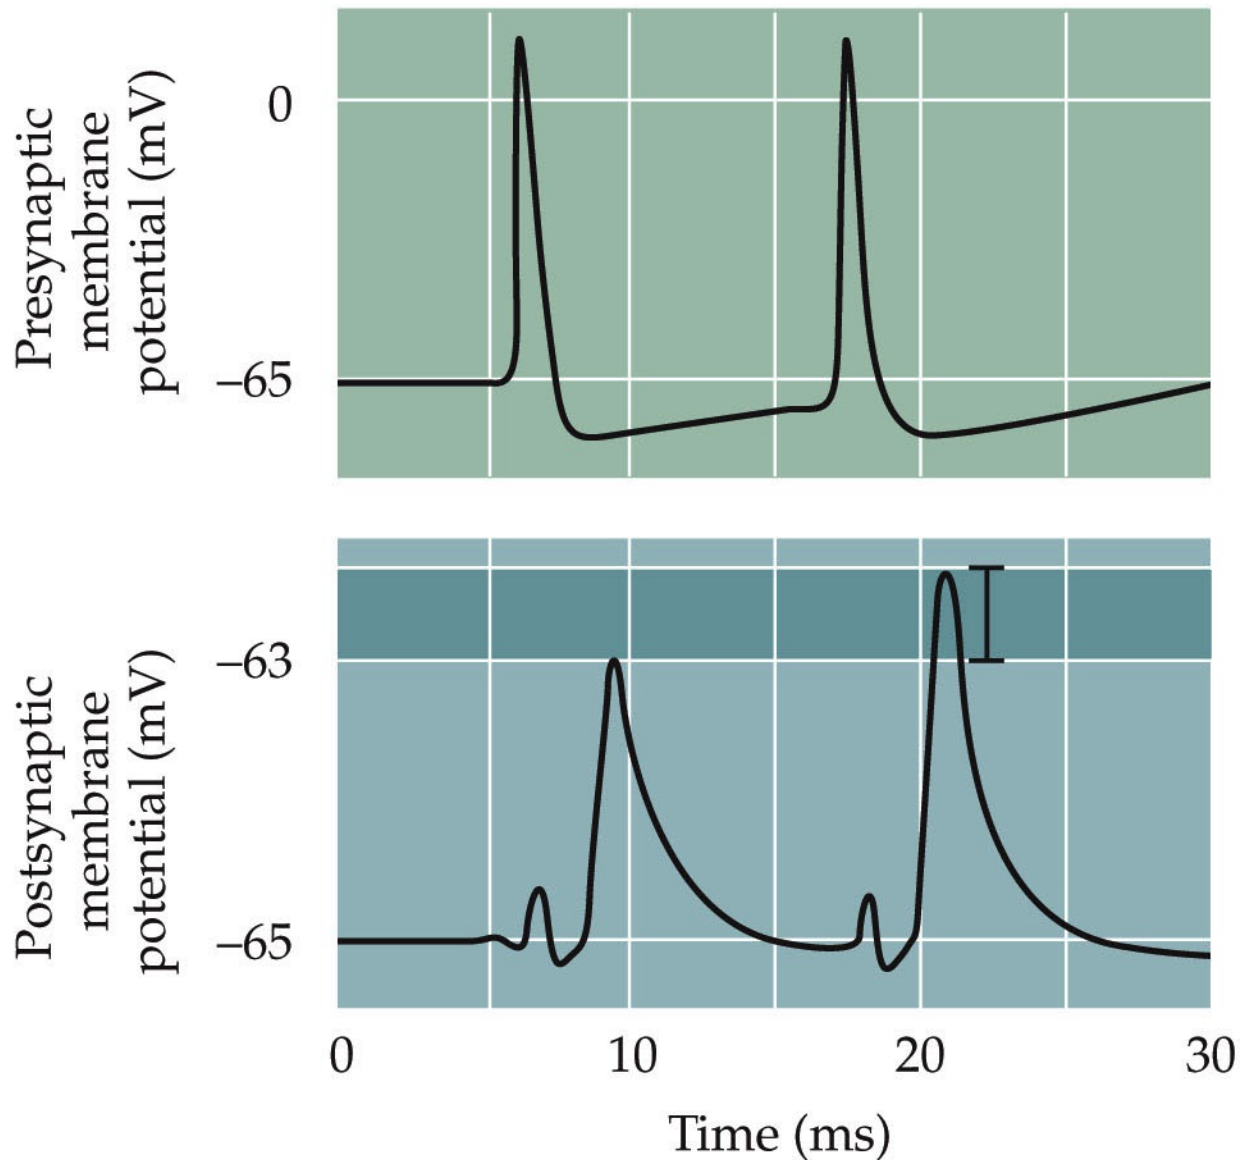 Presynaptic
membrane
potential (mV)
0
–65
Postsynaptic
membrane
potential (mV)
–63
–65
0
10
20
30
Time (ms)